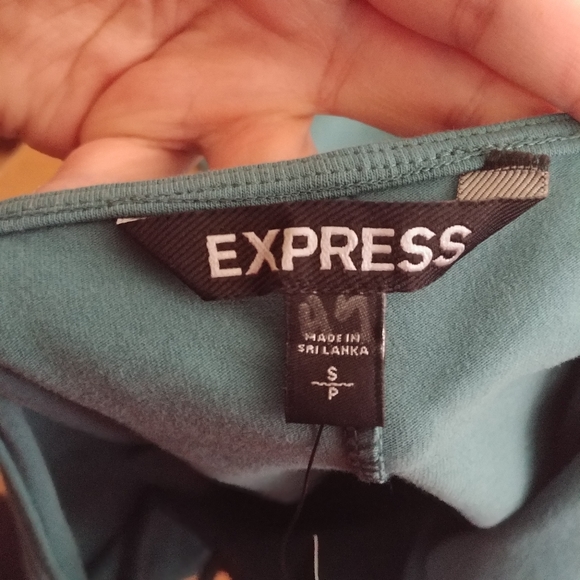 EXPRESS
MADE IN
SRI LANKA
S
P